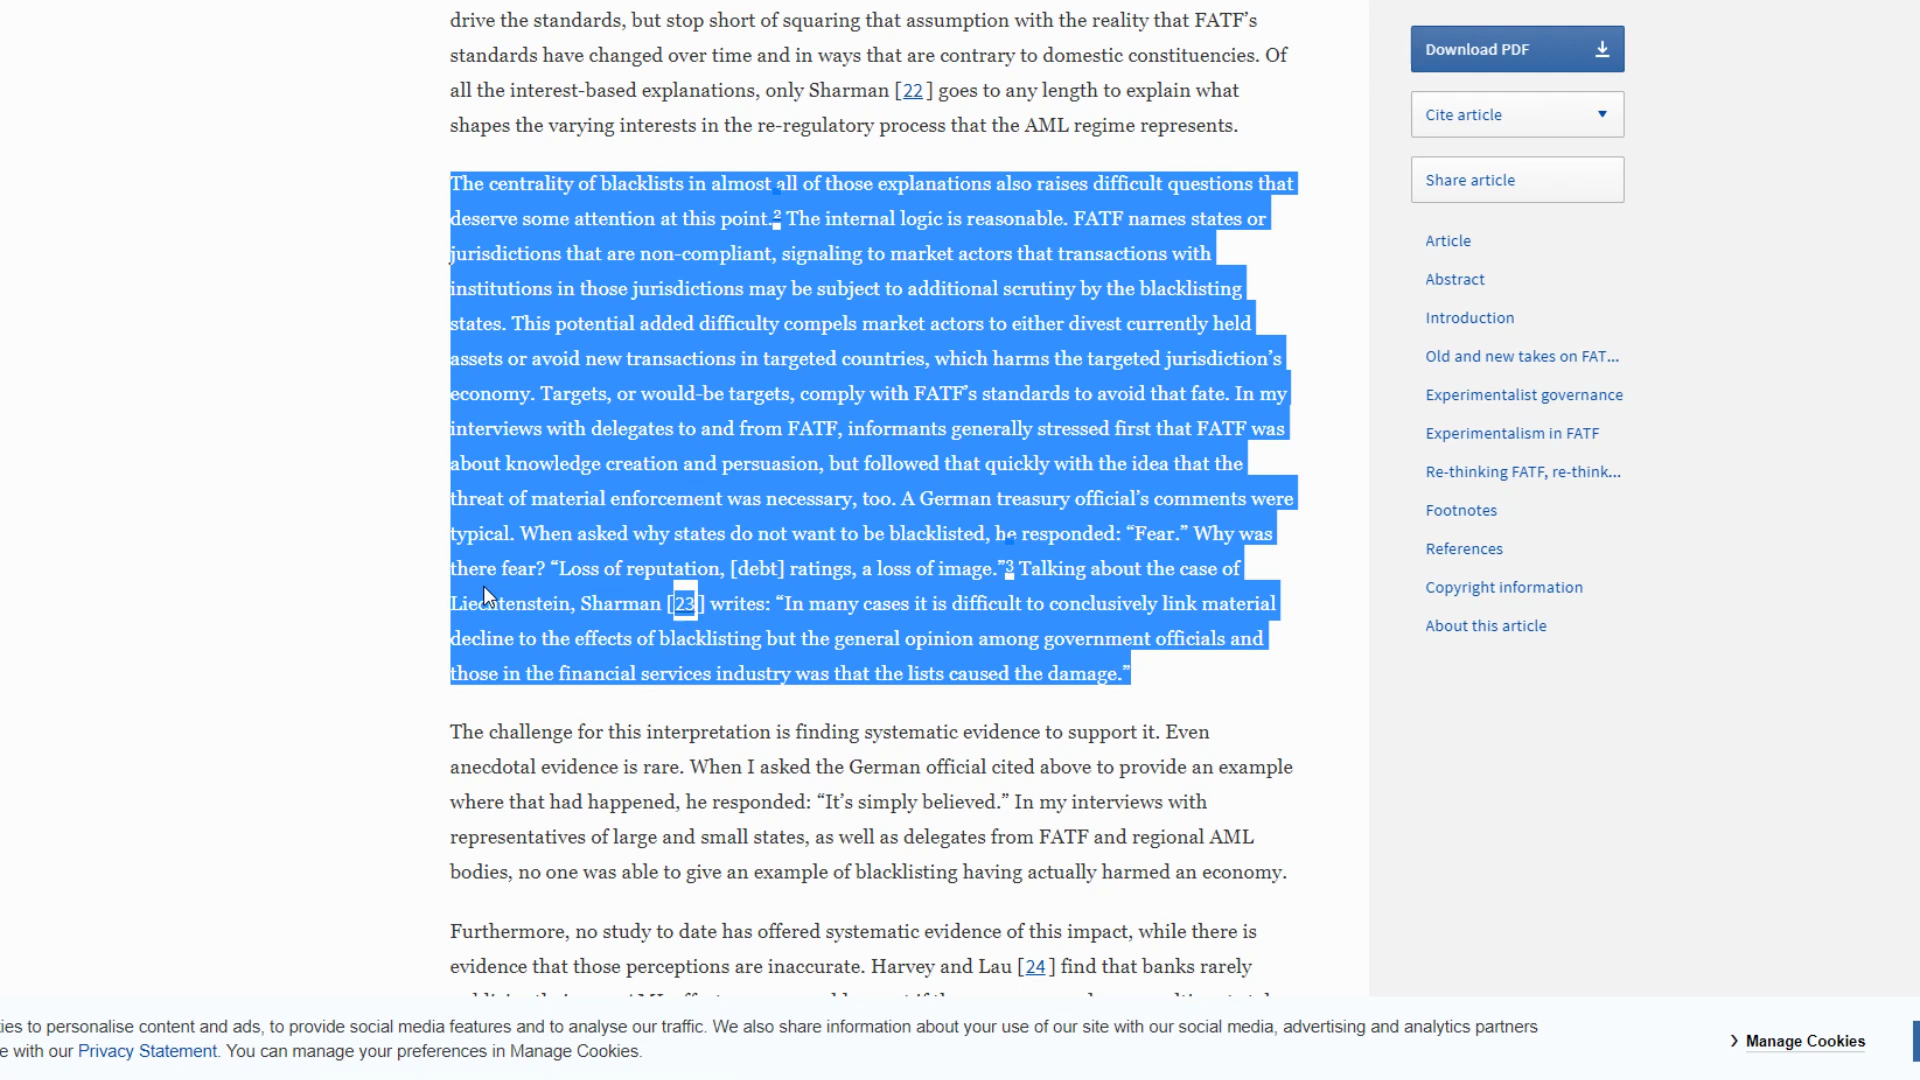 drive the standards, but stop short of squaring that assumption with the reality that FATF’s
standards have changed over time and in ways that are contrary to domestic constituencies. Of
all the interest-based explanations, only Sharman [22] goes to any length to explain what
shapes the varying interests in the re-regulatory process that the AML regime represents.
The centrality of blacklists in almost all of those explanations also raises difficult questions that
deserve some attention at this point.2 The internal logic is reasonable. FATF names states or
jurisdictions that are non-compliant, signaling to market actors that transactions with
institutions in those jurisdictions may be subject to additional scrutiny by the blacklisting
states. This potential added difficulty compels market actors to either divest currently held
assets or avoid new transactions in targeted countries, which harms the targeted jurisdiction’s
economy. Targets, or would-be targets, comply with FATF’s standards to avoid that fate. In my
interviews with delegates to and from FATF, informants generally stressed first that FATF was
about knowledge creation and persuasion, but followed that quickly with the idea that the
threat of material enforcement was necessary, too. A German treasury official’s comments were
typical. When asked why states do not want to be blacklisted, he responded: “Fear.” Why was
there fear? “Loss of reputation, [debt] ratings, a loss of image.”3 Talking about the case of
Liechtenstein, Sharman [23] writes: “In many cases it is difficult to conclusively link material
decline to the effects of blacklisting but the general opinion among government officials and
those in the financial services industry was that the lists caused the damage.”
The challenge for this interpretation is finding systematic evidence to support it. Even
anecdotal evidence is rare. When I asked the German official cited above to provide an example
where that had happened, he responded: “It’s simply believed.” In my interviews with
representatives of large and small states, as well as delegates from FATF and regional AML
bodies, no one was able to give an example of blacklisting having actually harmed an economy.
Furthermore, no study to date has offered systematic evidence of this impact, while there is
evidence that those perceptions are inaccurate. Harvey and Lau [24] find that banks rarely
Download PDF
Cite article
Share article
Article
Abstract
Introduction
Old and new takes on FAT...
Experimentalist governance
Experimentalism in FATF
Re-thinking FATF, re-think...
Footnotes
References
Copyright information
About this article
ies to personalise content and ads, to provide social media features and to analyse our traffic. We also share information about your use of our site with our social media, advertising and analytics partners
e with our Privacy Statement. You can manage your preferences in Manage Cookies.
Manage Cookies